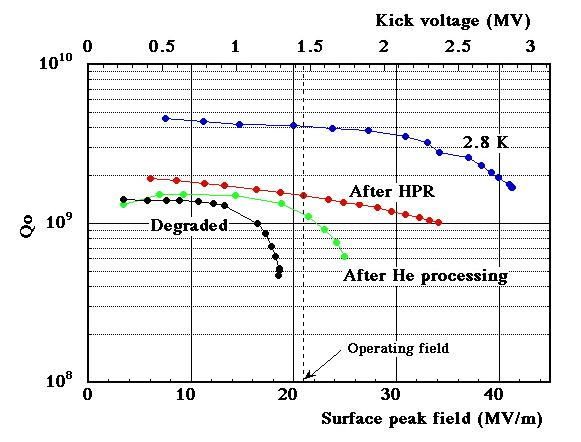 Kick voltage (MV)
0 0.5 1 1.5 2 2.5 3
10^10
2.8 K
After HPR
10^9
Degraded
Qo
After He processing
Operating field
10^8
0 10 20 30 40
Surface peak field (MV/m)